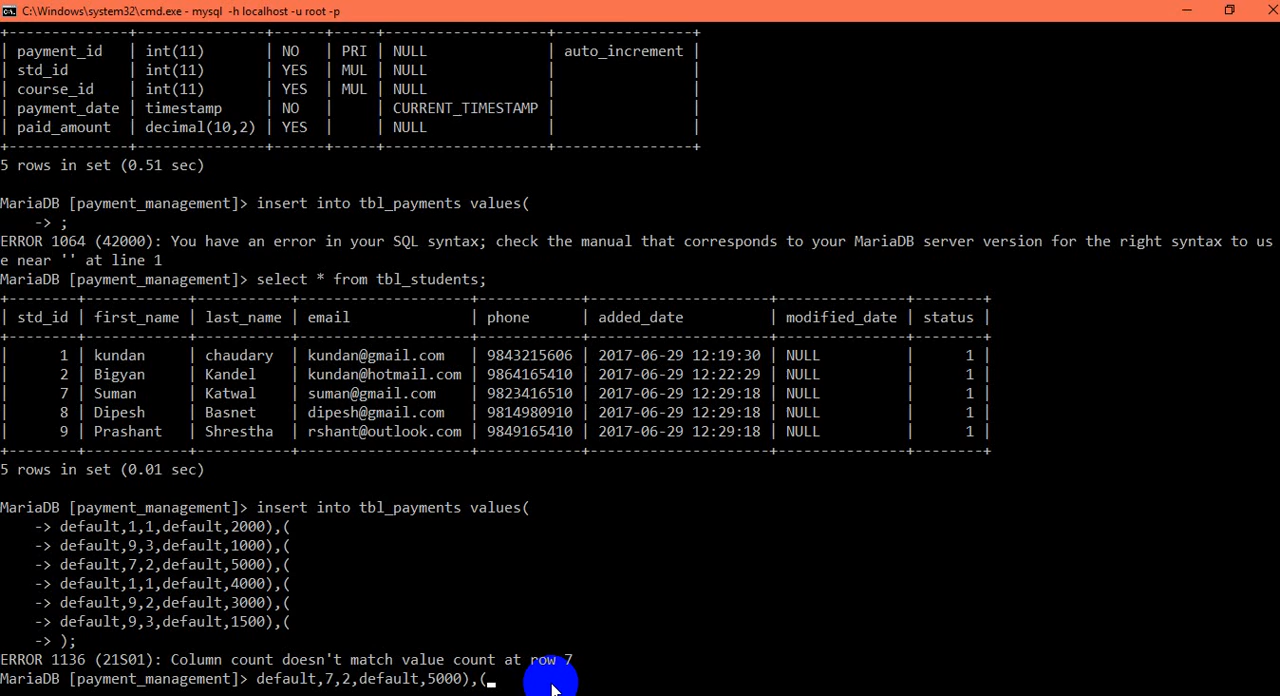 C:\Windows\system32\cmd.exe - mysql -h localhost -u root -p
+--------------+---------------+------+-----+-------------------+----------------+
| payment_id   | int(11)       | NO   | PRI | NULL              | auto_increment |
| std_id       | int(11)       | YES  | MUL | NULL              |                |
| course_id    | int(11)       | YES  | MUL | NULL              |                |
| payment_date | timestamp     | NO   |     | CURRENT_TIMESTAMP |                |
| paid_amount  | decimal(10,2) | YES  |     | NULL              |                |
+--------------+---------------+------+-----+-------------------+----------------+
5 rows in set (0.51 sec)
MariaDB [payment_management]> insert into tbl_payments values(
    -> ;
ERROR 1064 (42000): You have an error in your SQL syntax; check the manual that corresponds to your MariaDB server version for the right syntax to us
e near '' at line 1
MariaDB [payment_management]> select * from tbl_students;
+--------+------------+-----------+--------------------+------------+---------------------+---------------+--------+
| std_id | first_name | last_name | email              | phone      | added_date          | modified_date | status |
+--------+------------+-----------+--------------------+------------+---------------------+---------------+--------+
|      1 | kundan     | chaudary  | kundan@gmail.com   | 9843215606 | 2017-06-29 12:19:30 | NULL          |      1 |
|      2 | Bigyan     | Kandel    | kundan@hotmail.com | 9864165410 | 2017-06-29 12:22:29 | NULL          |      1 |
|      7 | Suman      | Katwal    | suman@gmail.com    | 9823416510 | 2017-06-29 12:29:18 | NULL          |      1 |
|      8 | Dipesh     | Basnet    | dipesh@gmail.com   | 9814980910 | 2017-06-29 12:29:18 | NULL          |      1 |
|      9 | Prashant   | Shrestha  | rshant@outlook.com | 9849165410 | 2017-06-29 12:29:18 | NULL          |      1 |
+--------+------------+-----------+--------------------+------------+---------------------+---------------+--------+
5 rows in set (0.01 sec)
MariaDB [payment_management]> insert into tbl_payments values(
    -> default,1,1,default,2000),(
    -> default,9,3,default,1000),(
    -> default,7,2,default,5000),(
    -> default,1,1,default,4000),(
    -> default,9,2,default,3000),(
    -> default,9,3,default,1500),(
    -> );
ERROR 1136 (21S01): Column count doesn't match value count at row 7
MariaDB [payment_management]> default,7,2,default,5000),(